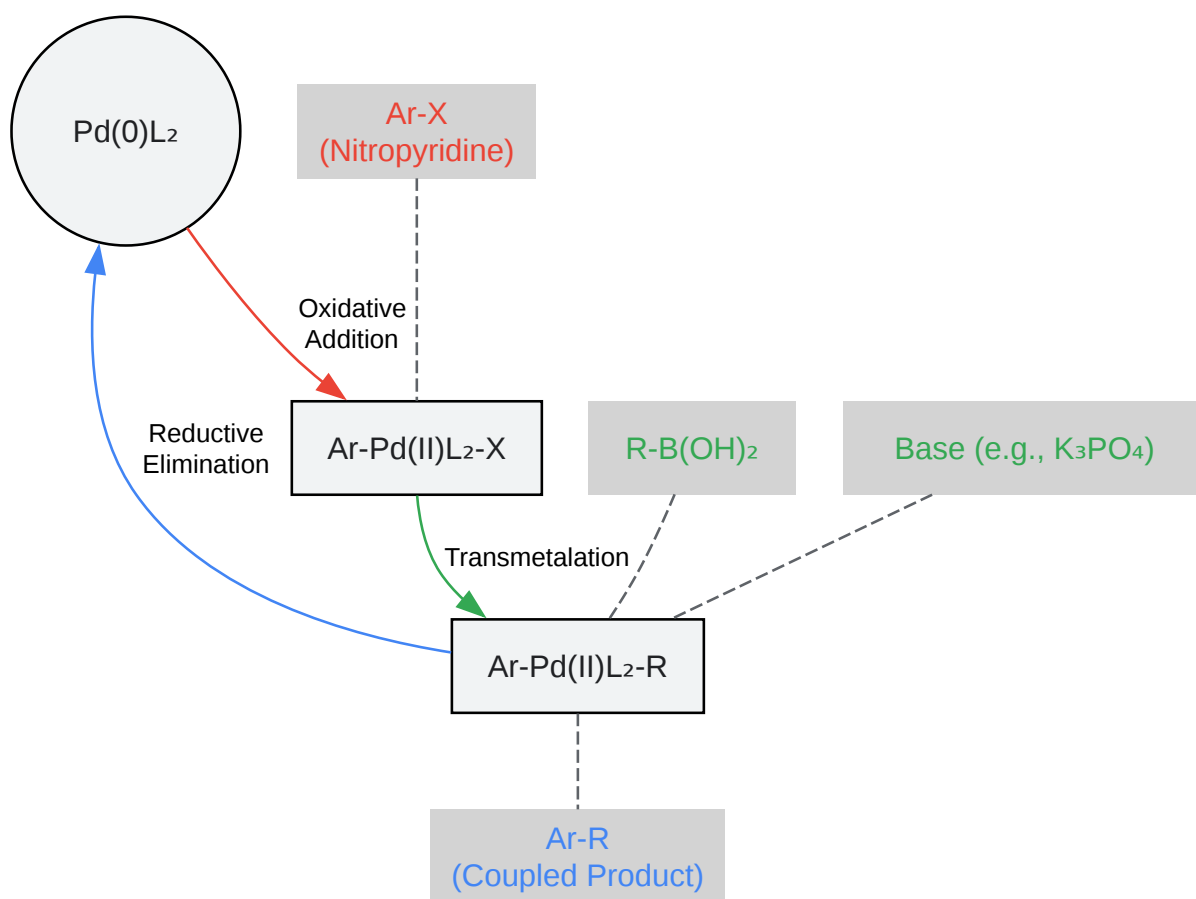 Pd(0)L₂
Ar-X
(Nitropyridine)
Oxidative
Addition
Reductive
Elimination
Ar-Pd(II)L₂-X
R-B(OH)₂
Base (e.g., K₃PO₄)
Transmetalation
Ar-Pd(II)L₂-R
Ar-R
(Coupled Product)